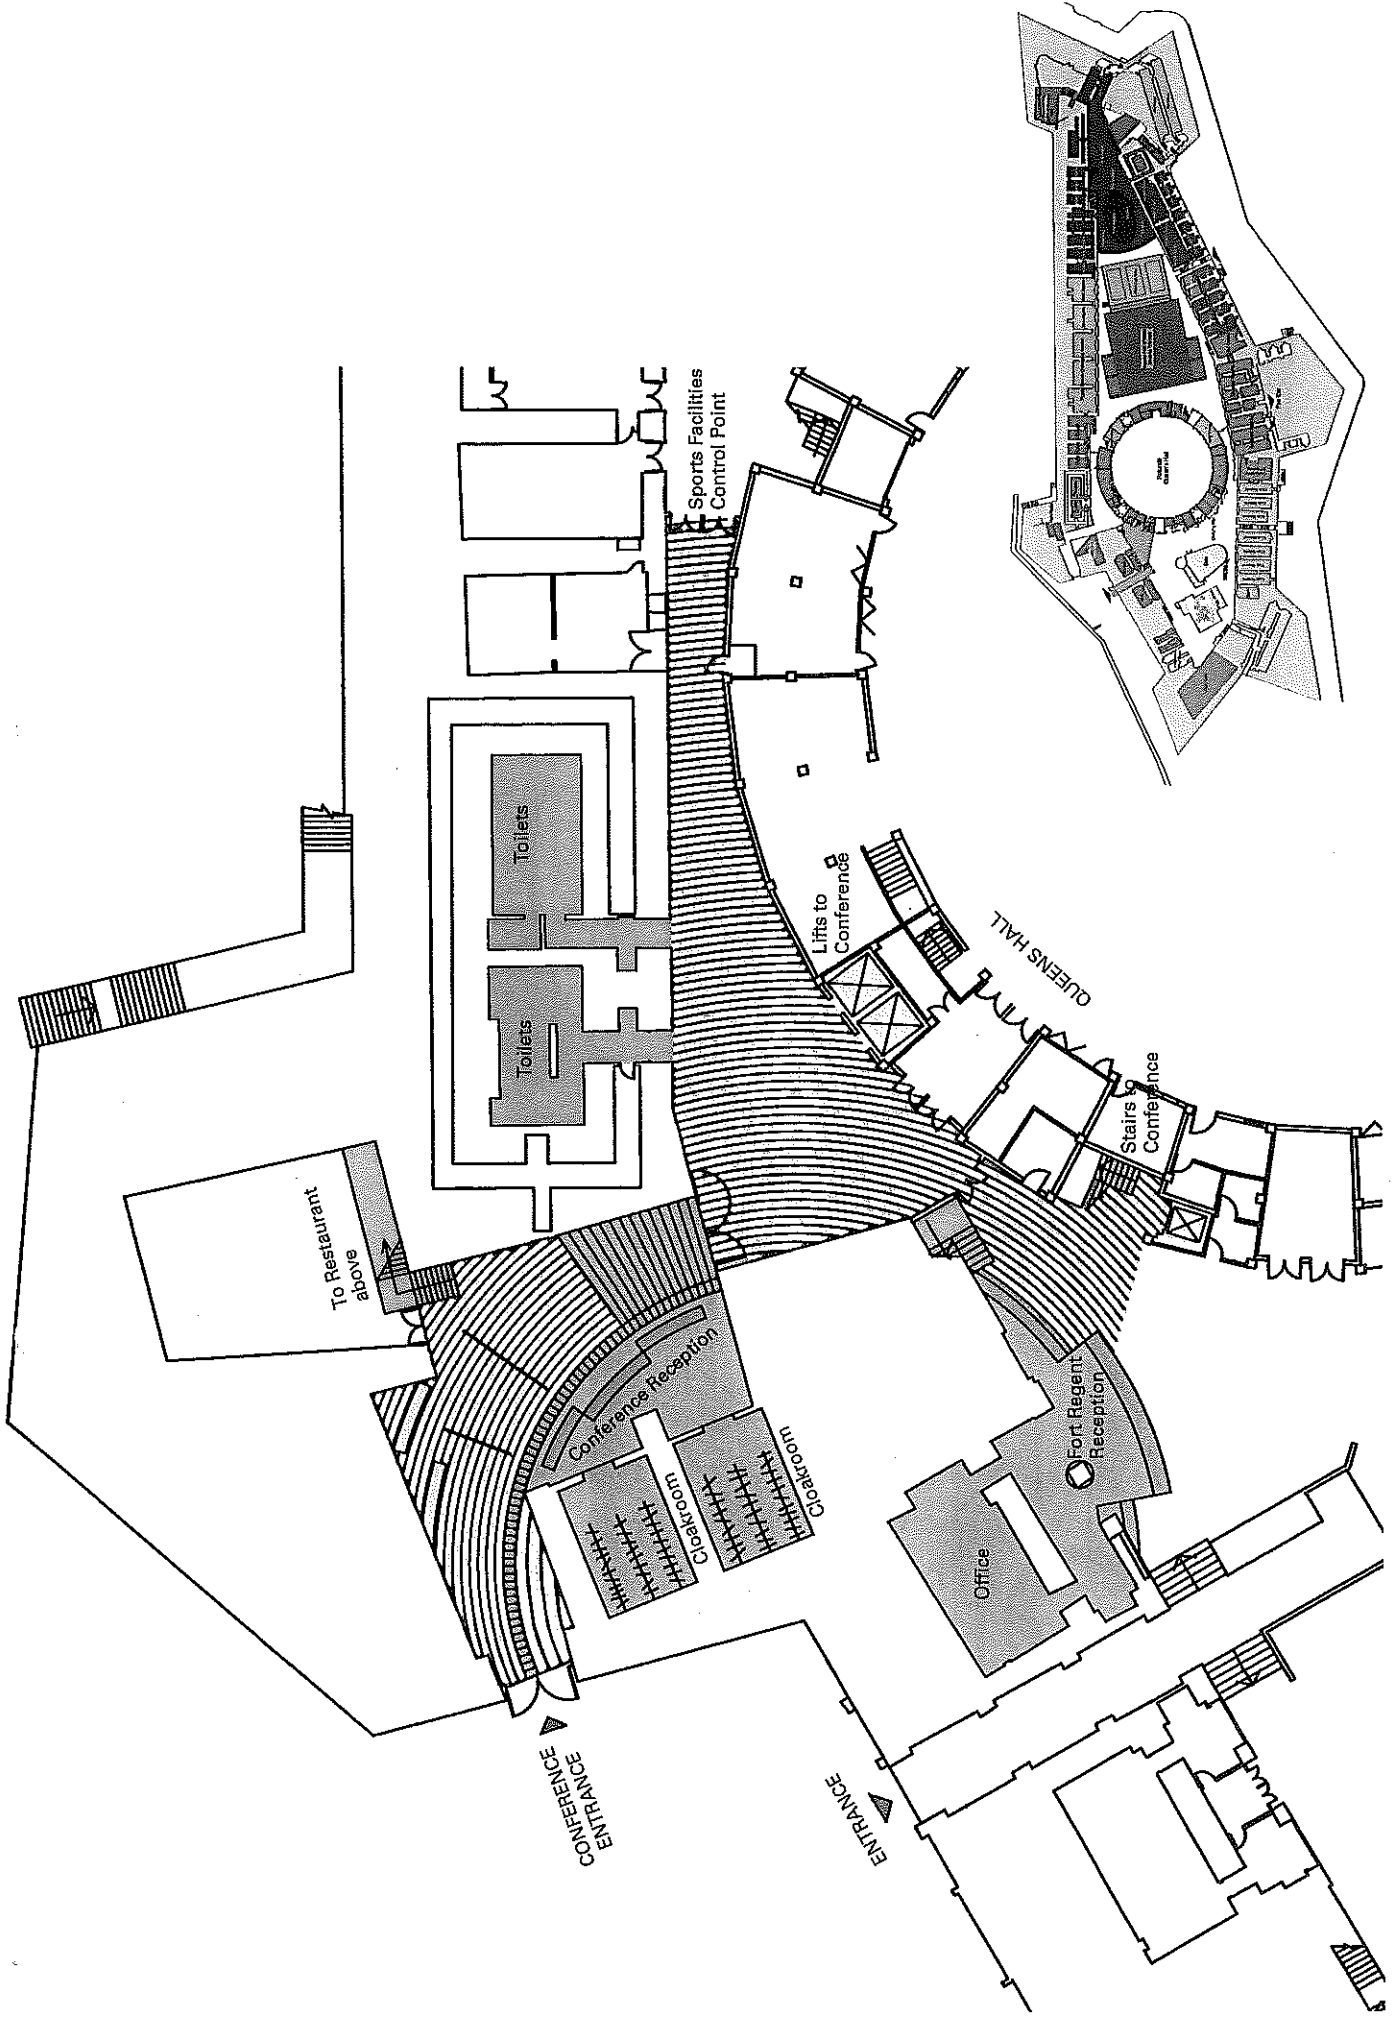 Sports Facilities
Control Point
Toilets
Toilets
Lifts to
Conference
QUEENS HALL
Stairs to
Conference
To Restaurant
above
Conference Reception
Cloakroom
Cloakroom
Fort Regent
Reception
Office
CONFERENCE
ENTRANCE
ENTRANCE